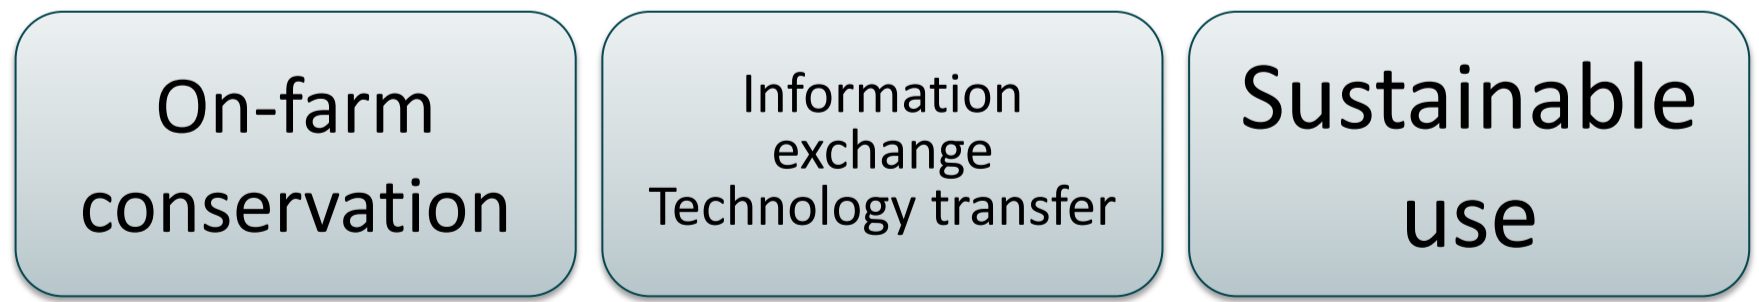 On-farm
conservation
Information
exchange
Technology transfer
Sustainable
use